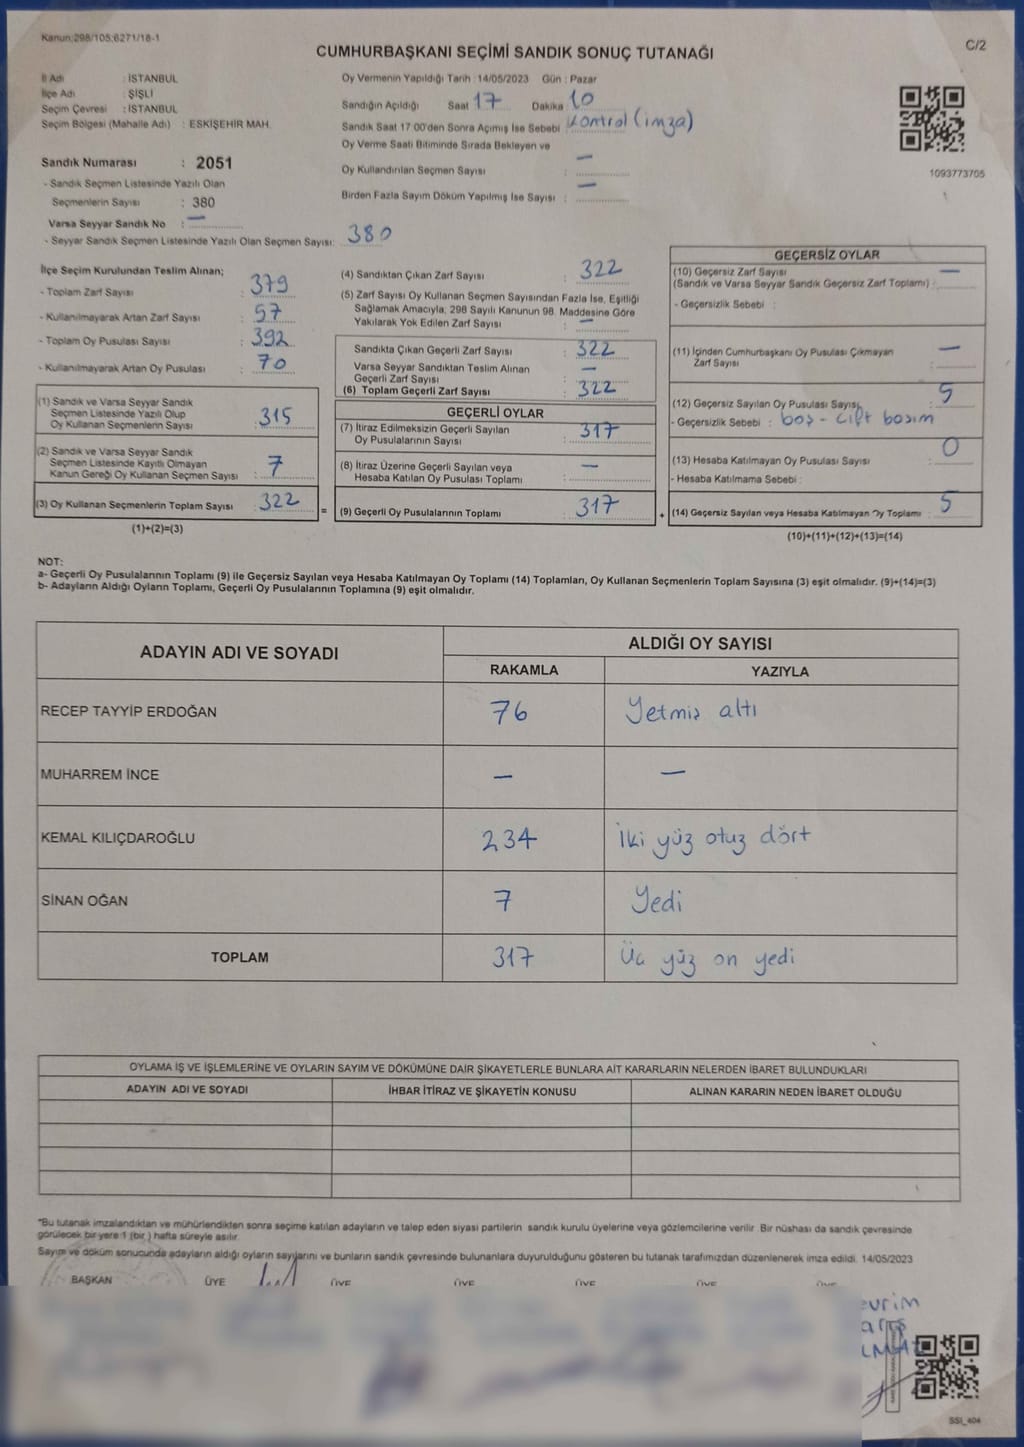 Kanun:298/105;6271/18-1
C/2
CUMHURBAŞKANI SEÇİMİ SANDIK SONUÇ TUTANAĞI
İl Adı : İSTANBUL
İlçe Adı : ŞİŞLİ
Seçim Çevresi : İSTANBUL
Seçim Bölgesi (Mahalle Adı) : ESKİŞEHİR MAH.
Oy Vermenin Yapıldığı Tarih : 14/05/2023 Gün : Pazar
Sandığın Açıldığı Saat 17 Dakika 10
Sandık Saat 17:00'den Sonra Açımış İse Sebebi : Kontrol (imza)
Oy Verme Saati Bitiminde Sırada Bekleyen ve
Oy Kullandırılan Seçmen Sayısı : —
Birden Fazla Sayım Döküm Yapılmış İse Sayısı : —
1093773705
Sandık Numarası : 2051
- Sandık Seçmen Listesinde Yazılı Olan
Seçmenlerin Sayısı : 380
Varsa Seyyar Sandık No : —
- Seyyar Sandık Seçmen Listesinde Yazılı Olan Seçmen Sayısı: 380
İlçe Seçim Kurulundan Teslim Alınan;
- Toplam Zarf Sayısı : 379
- Kullanılmayarak Artan Zarf Sayısı : 57
- Toplam Oy Pusulası Sayısı : 392
- Kullanılmayarak Artan Oy Pusulası : 70
(1) Sandık ve Varsa Seyyar Sandık
Seçmen Listesinde Yazılı Olup
Oy Kullanan Seçmenlerin Sayısı : 315
(2) Sandık ve Varsa Seyyar Sandık
Seçmen Listesinde Kayıtlı Olmayan
Kanun Gereği Oy Kullanan Seçmen Sayısı : 7
(3) Oy Kullanan Seçmenlerin Toplam Sayısı : 322 =
(1)+(2)=(3)
(4) Sandıktan Çıkan Zarf Sayısı : 322
(5) Zarf Sayısı Oy Kullanan Seçmen Sayısından Fazla İse, Eşitliği
Sağlamak Amacıyla; 298 Sayılı Kanunun 98. Maddesine Göre
Yakılarak Yok Edilen Zarf Sayısı : —
Sandıkta Çıkan Geçerli Zarf Sayısı : 322
Varsa Seyyar Sandıktan Teslim Alınan
Geçerli Zarf Sayısı : —
(6) Toplam Geçerli Zarf Sayısı : 322
GEÇERLİ OYLAR
(7) İtiraz Edilmeksizin Geçerli Sayılan
Oy Pusulalarının Sayısı : 317
(8) İtiraz Üzerine Geçerli Sayılan veya
Hesaba Katılan Oy Pusulası Toplamı : —
(9) Geçerli Oy Pusulalarının Toplamı : 317 +
GEÇERSİZ OYLAR
(10) Geçersiz Zarf Sayısı —
(Sandık ve Varsa Seyyar Sandık Geçersiz Zarf Toplamı) :
- Geçersizlik Sebebi :
(11) İçinden Cumhurbaşkanı Oy Pusulası Çıkmayan —
Zarf Sayısı :
(12) Geçersiz Sayılan Oy Pusulası Sayısı : 5
- Geçersizlik Sebebi : boş - çift basım
(13) Hesaba Katılmayan Oy Pusulası Sayısı : 0
- Hesaba Katılmama Sebebi :
(14) Geçersiz Sayılan veya Hesaba Katılmayan Oy Toplamı : 5
(10)+(11)+(12)+(13)=(14)
NOT:
a- Geçerli Oy Pusulalarının Toplamı (9) ile Geçersiz Sayılan veya Hesaba Katılmayan Oy Toplamı (14) Toplamları, Oy Kullanan Seçmenlerin Toplam Sayısına (3) eşit olmalıdır. (9)+(14)=(3)
b- Adayların Aldığı Oyların Toplamı, Geçerli Oy Pusulalarının Toplamına (9) eşit olmalıdır.
ADAYIN ADI VE SOYADI
ALDIĞI OY SAYISI
RAKAMLA YAZIYLA
RECEP TAYYİP ERDOĞAN 76 Yetmiş altı
MUHARREM İNCE — —
KEMAL KILIÇDAROĞLU 234 İki yüz otuz dört
SİNAN OĞAN 7 Yedi
TOPLAM 317 Üç yüz on yedi
OYLAMA İŞ VE İŞLEMLERİNE VE OYLARIN SAYIM VE DÖKÜMÜNE DAİR ŞİKAYETLERLE BUNLARA AİT KARARLARIN NELERDEN İBARET BULUNDUKLARI
ADAYIN ADI VE SOYADI İHBAR İTİRAZ VE ŞİKAYETİN KONUSU ALINAN KARARIN NEDEN İBARET OLDUĞU
"Bu tutanak imzalandıktan ve mühürlendikten sonra seçime katılan adayların ve talep eden siyasi partilerin sandık kurulu üyelerine veya gözlemcilerine verilir. Bir nüshası da sandık çevresinde
görülecek bir yere 1 (bir) hafta süreyle asılır.
Sayım ve döküm sonucunda adayların aldığı oyların sayılarını ve bunların sandık çevresinde bulunanlara duyurulduğunu gösteren bu tutanak tarafımızdan düzenlenerek imza edildi. 14/05/2023
BAŞKAN ÜYE ÜYE ÜYE ÜYE ÜYE ÜYE
SSI_404